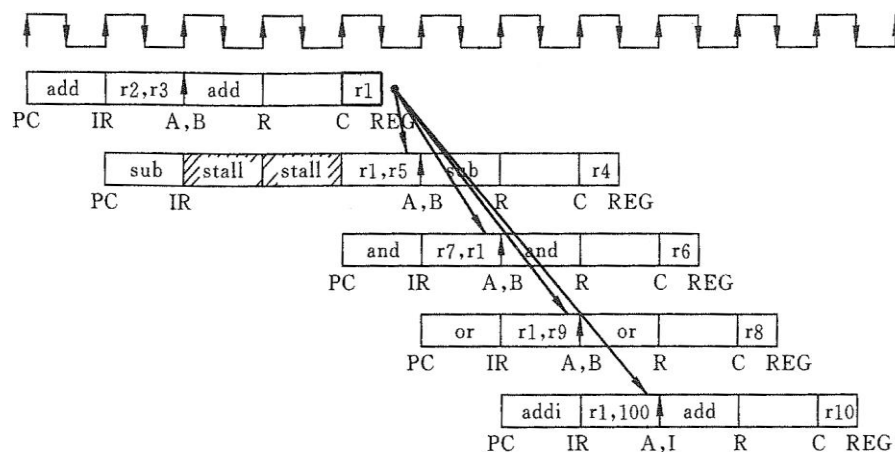 add r2,r3 add r1
PC IR A,B R C REG
sub stall stall r1,r5 sub r4
PC IR A,B R C REG
and r7,r1 and r6
PC IR A,B R C REG
or r1,r9 or r8
PC IR A,B R C REG
addi r1,100 add r10
PC IR A,I R C REG